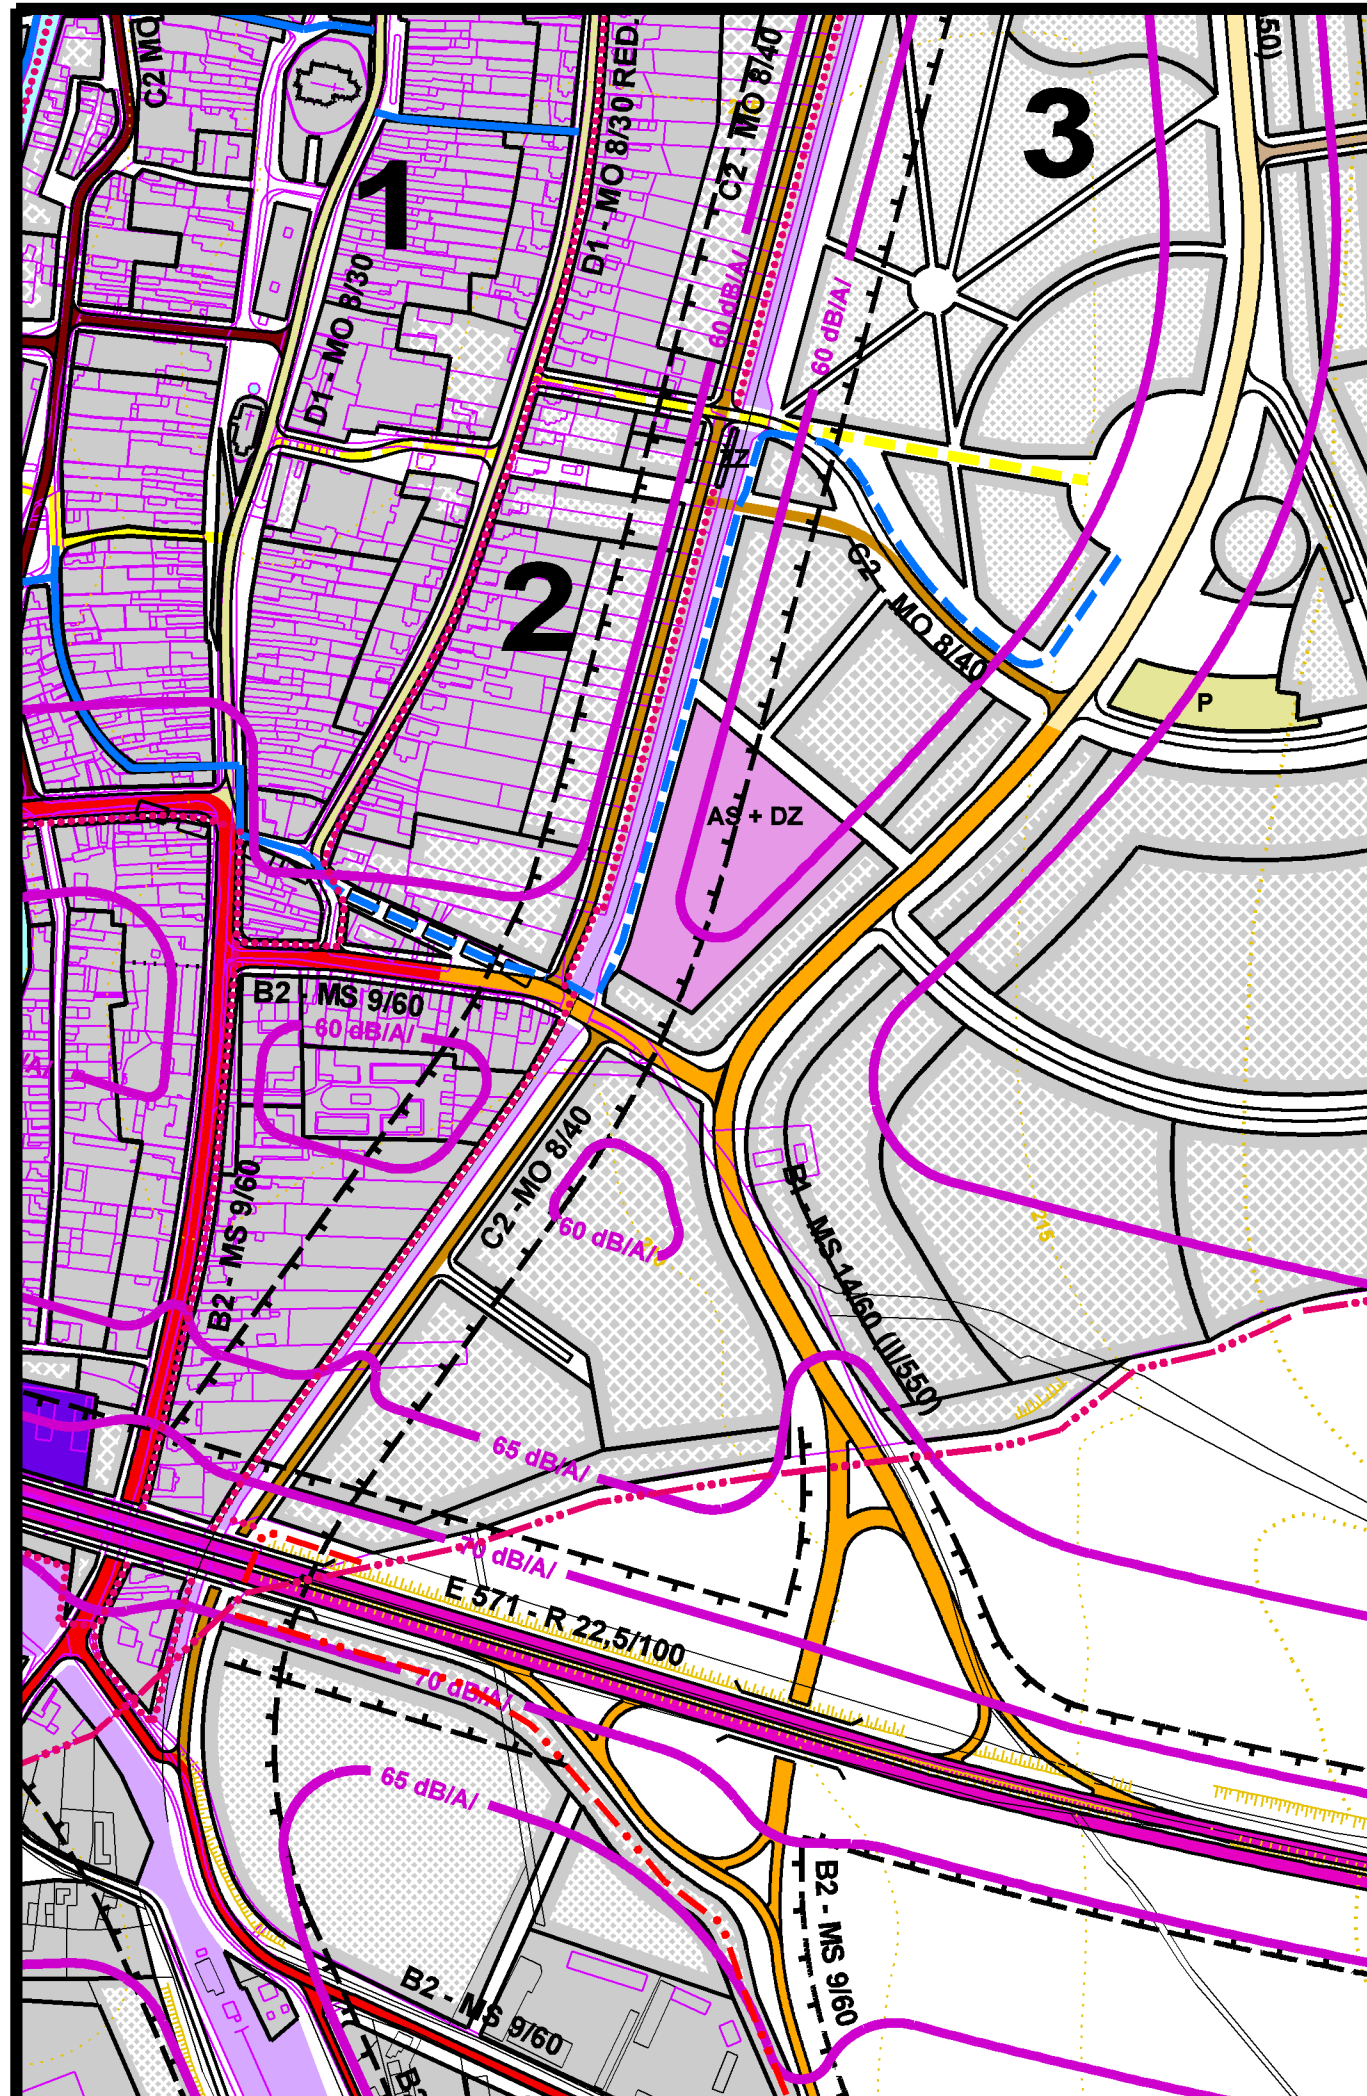 C2 MO
D1 - MO 8/30 RED.
C2 - MO 8/40
50)
3
1
D1 - MO 8/30
60 dB/A/
60 dB/A/
2
C2 - MO 8/40
P
AS + DZ
B2 - MS 9/60
60 dB/A/
/A/
B2 - MS 9/60
C2 - MO 8/40
60 dB/A/
B1 - MS 14/60 (II/550)
215
65 dB/A/
70 dB/A/
E 571 - R 22,5/100
70 dB/A/
65 dB/A/
B2 - MS 9/60
B2 - MS 9/60